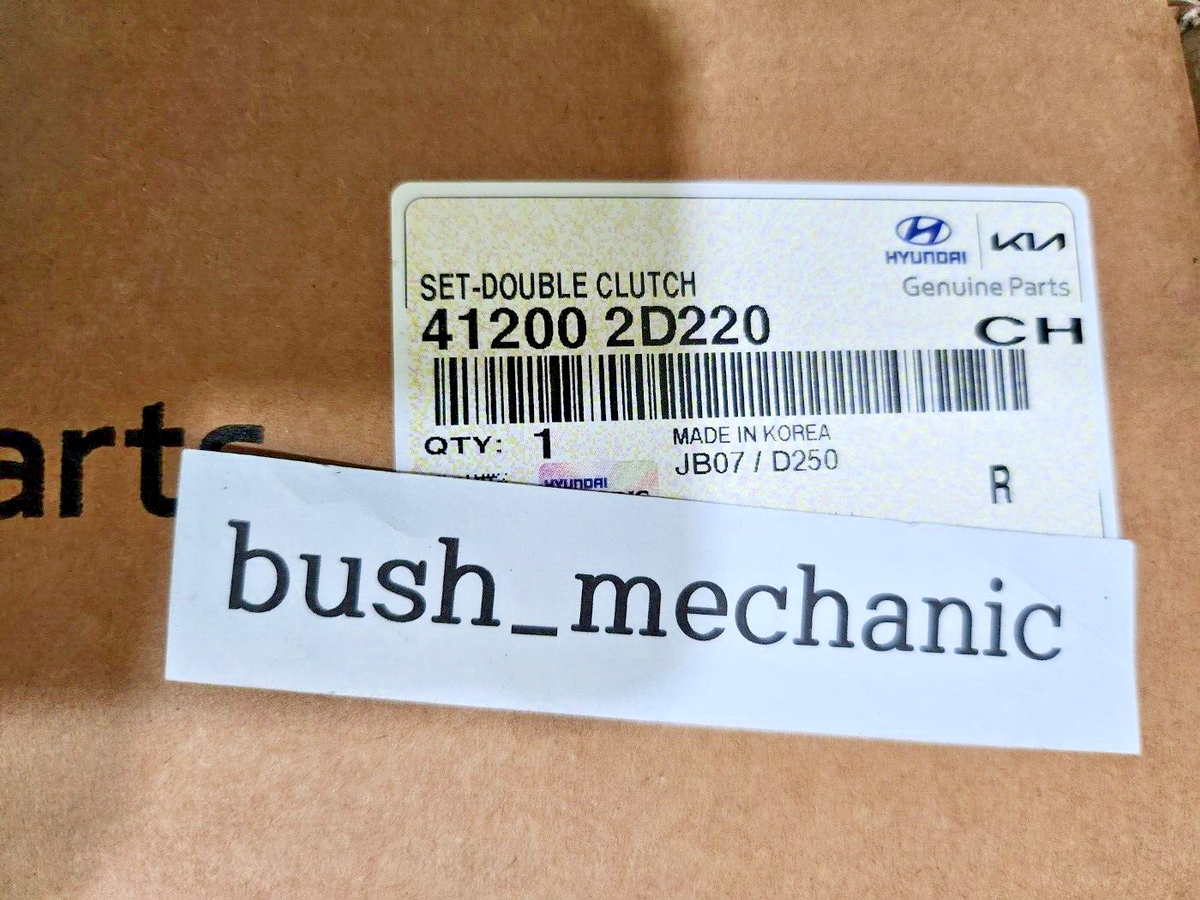 HYUNDAI KIA
Genuine Parts
SET-DOUBLE CLUTCH
41200 2D220
CH
QTY: 1
MADE IN KOREA
JB07 / D250
HYUNDAI
R
arts
bush_mechanic